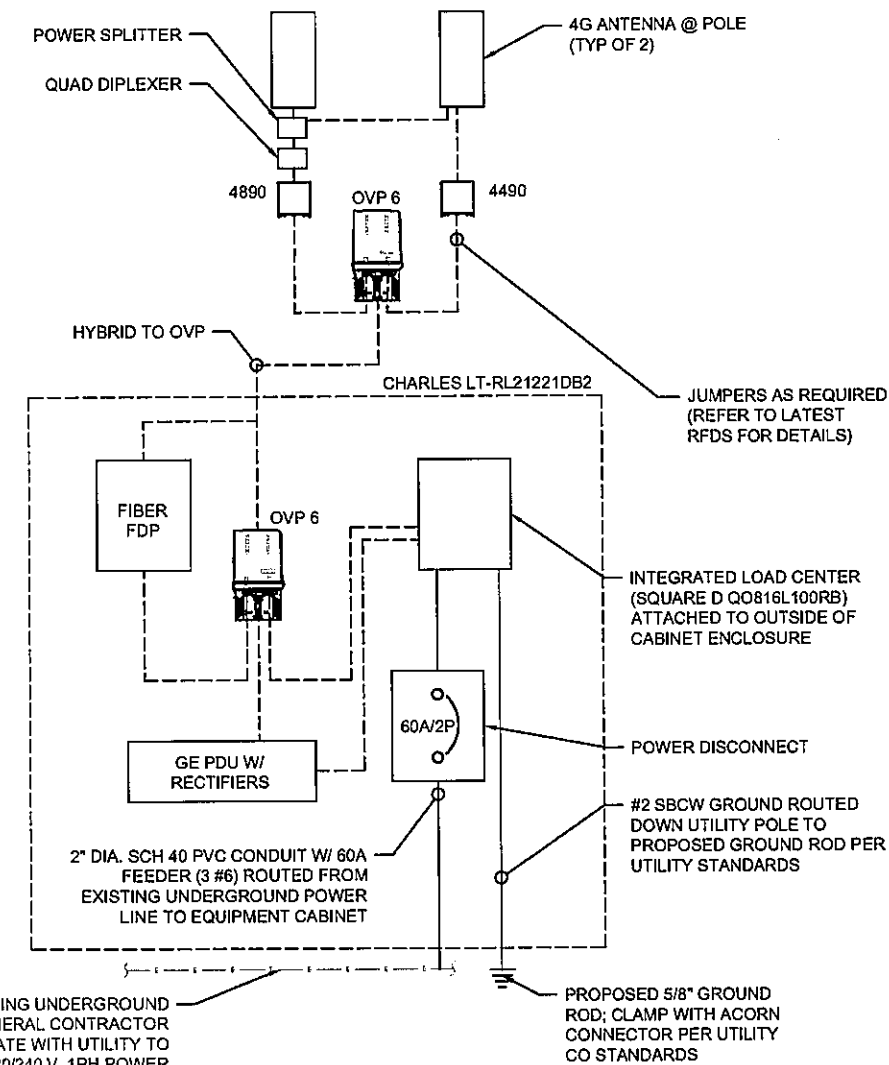 POWER SPLITTER
QUAD DIPLEXER
4G ANTENNA @ POLE
(TYP OF 2)
4890
OVP 6
4490
HYBRID TO OVP
CHARLES LT-RL21221DB2
JUMPERS AS REQUIRED
(REFER TO LATEST
RFDS FOR DETAILS)
FIBER
FDP
OVP 6
INTEGRATED LOAD CENTER
(SQUARE D QO816L100RB)
ATTACHED TO OUTSIDE OF
CABINET ENCLOSURE
60A/2P
POWER DISCONNECT
GE PDU W/
RECTIFIERS
#2 SBCW GROUND ROUTED
DOWN UTILITY POLE TO
PROPOSED GROUND ROD PER
UTILITY STANDARDS
2" DIA. SCH 40 PVC CONDUIT W/ 60A
FEEDER (3 #6) ROUTED FROM
EXISTING UNDERGROUND POWER
LINE TO EQUIPMENT CABINET
E E E E E E E
UNDERGROUND
CONTRACTOR
WITH UTILITY TO
V, 1PH POWER
PROPOSED 5/8" GROUND
ROD; CLAMP WITH ACORN
CONNECTOR PER UTILITY
CO STANDARDS